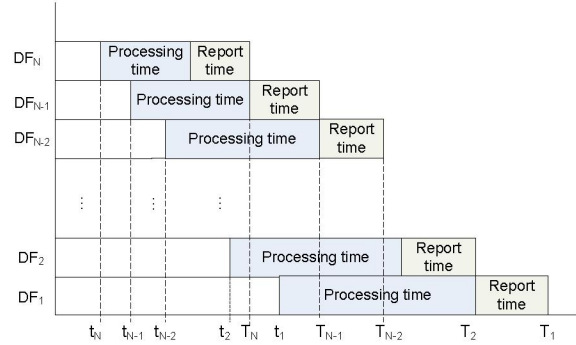 DF_N Processing time Report time
DF_N-1 Processing time Report time
DF_N-2 Processing time Report time
⋮ ⋮ ⋮
DF_2 Processing time Report time
DF_1 Processing time Report time
t_N t_N-1 t_N-2 t_2 T_N t_1 T_N-1 T_N-2 T_2 T_1